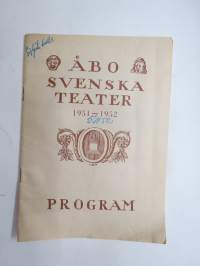 ÅBO
SVENSKA
TEATER
1951-1952
PROGRAM